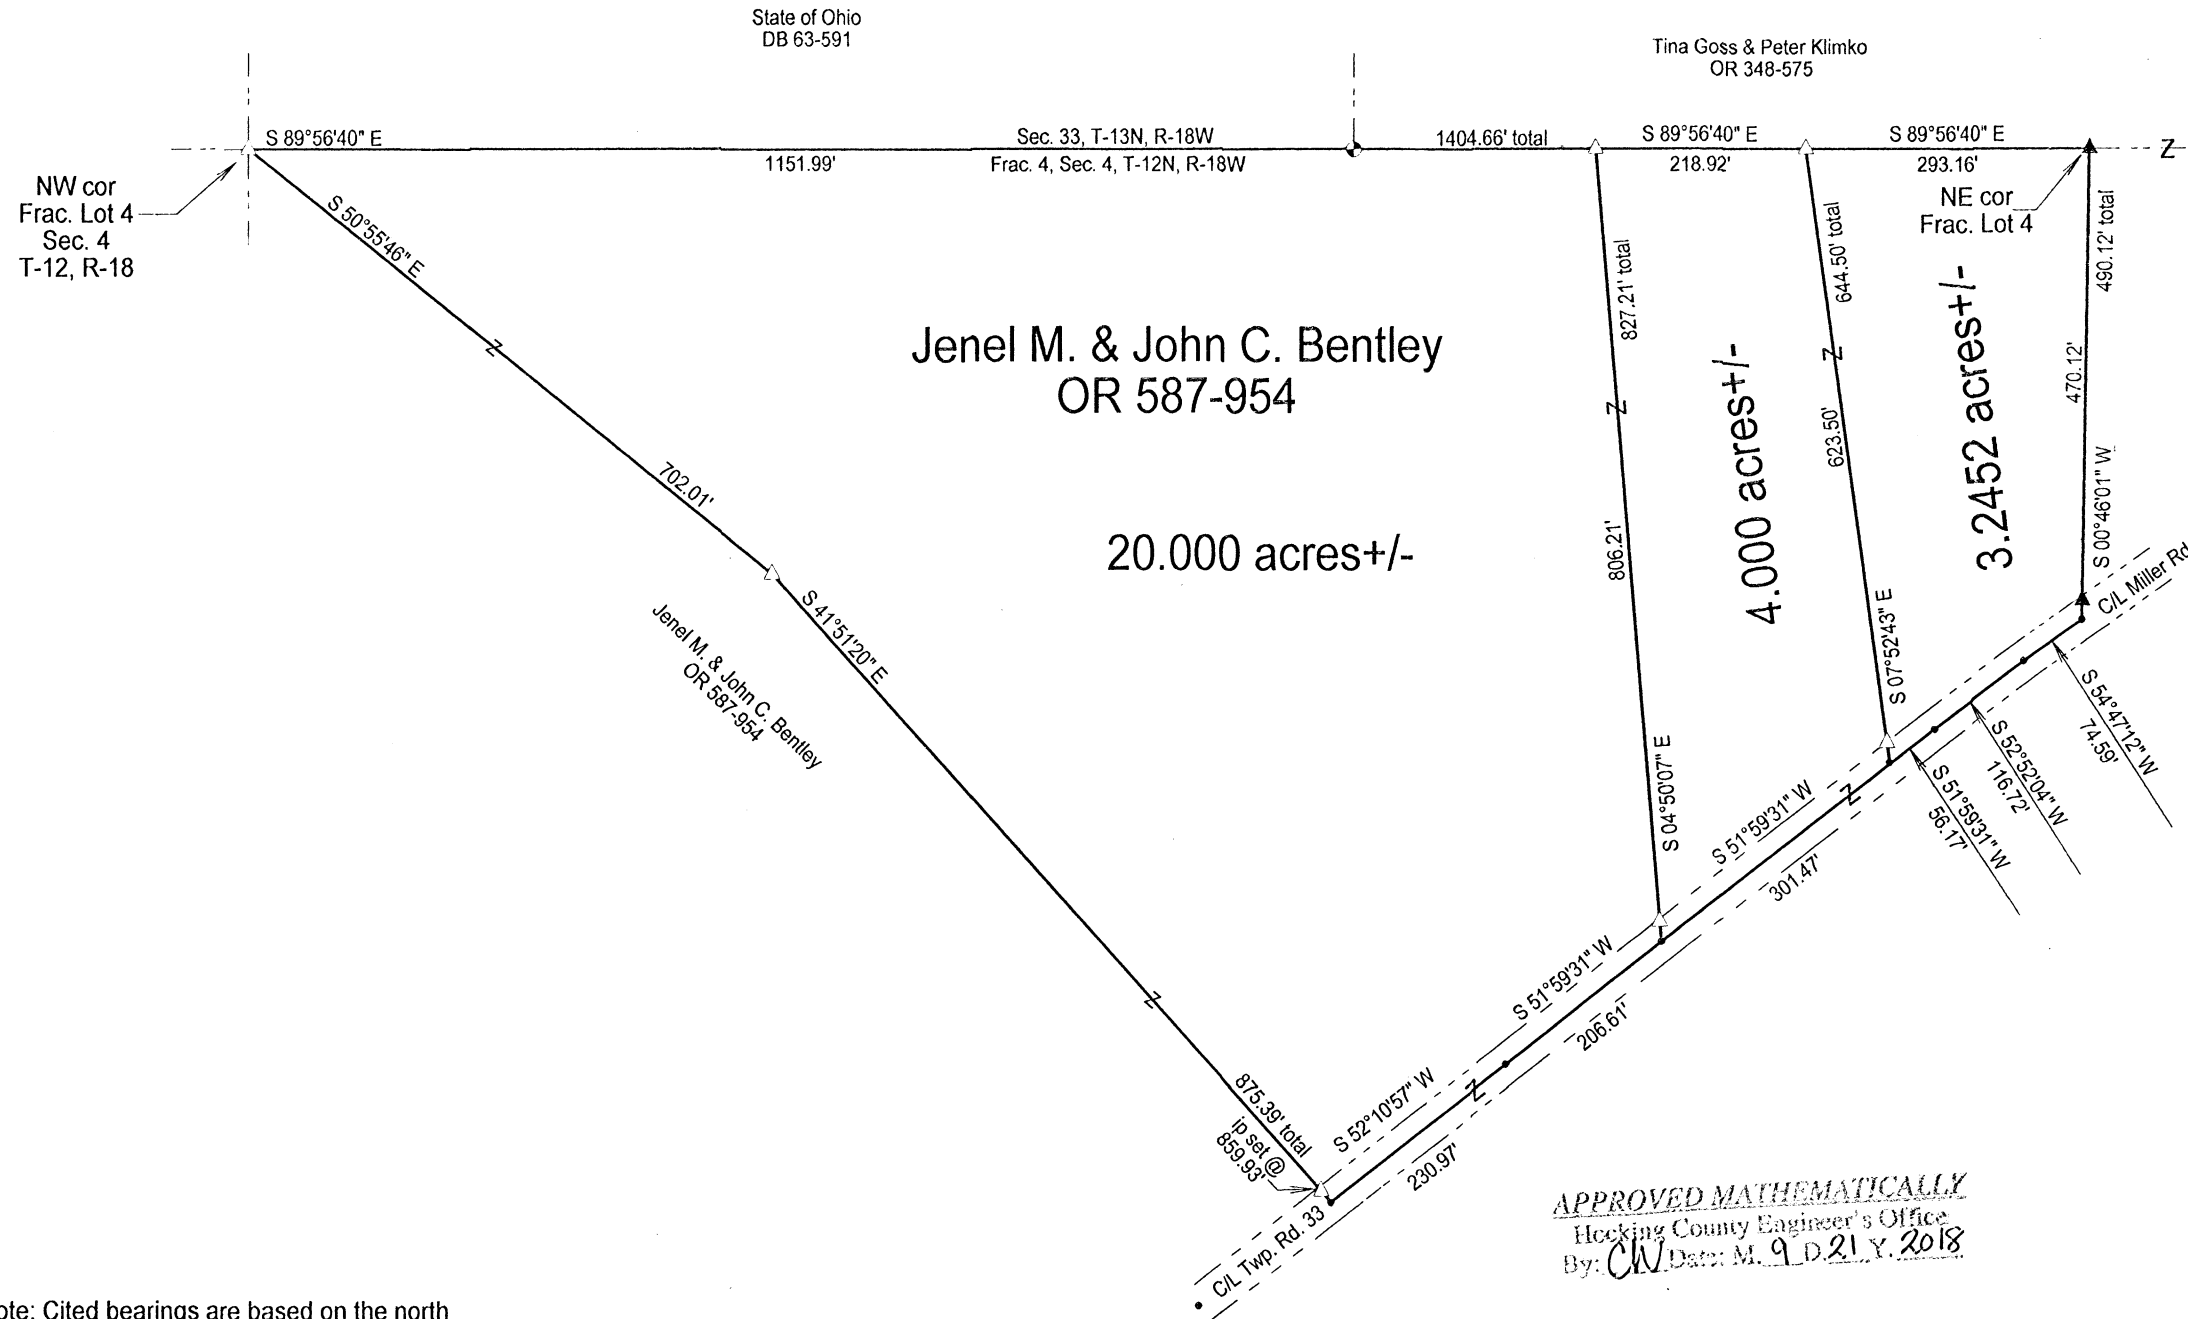 State of Ohio
DB 63-591
Tina Goss & Peter Klimko
OR 348-575
S 89°56'40" E
Sec. 33, T-13N, R-18W
1404.66' total
S 89°56'40" E
S 89°56'40" E
Z
1151.99'
Frac. 4, Sec. 4, T-12N, R-18W
218.92'
293.16'
NW cor
Frac. Lot 4
Sec. 4
T-12, R-18
NE cor
Frac. Lot 4
S 50°55'46" E
Z
702.01'
827.21' total
Z
806.21'
S 04°50'07" E
644.50' total
Z
623.50'
S 07°52'43" E
490.12' total
470.12'
S 00°46'01" W
Jenel M. & John C. Bentley
OR 587-954
20.000 acres+/-
4.000 acres+/-
3.2452 acres+/-
C/L Miller Rd
S 41°51'20" E
Jenel M. & John C. Bentley
OR 587-954
Z
875.39' total
ip set @
859.93'
S 54°47'12" W
74.59'
S 52°52'04" W
116.72'
S 51°59'31" W
56.17'
S 51°59'31" W
Z
301.47'
S 51°59'31" W
206.61'
S 52°10'57" W
Z
230.97'
C/L Twp. Rd. 33
APPROVED MATHEMATICALLY
Hocking County Engineer's Office
By: CW Date: M. 9 D. 21 Y. 2018
ote: Cited bearings are based on the north